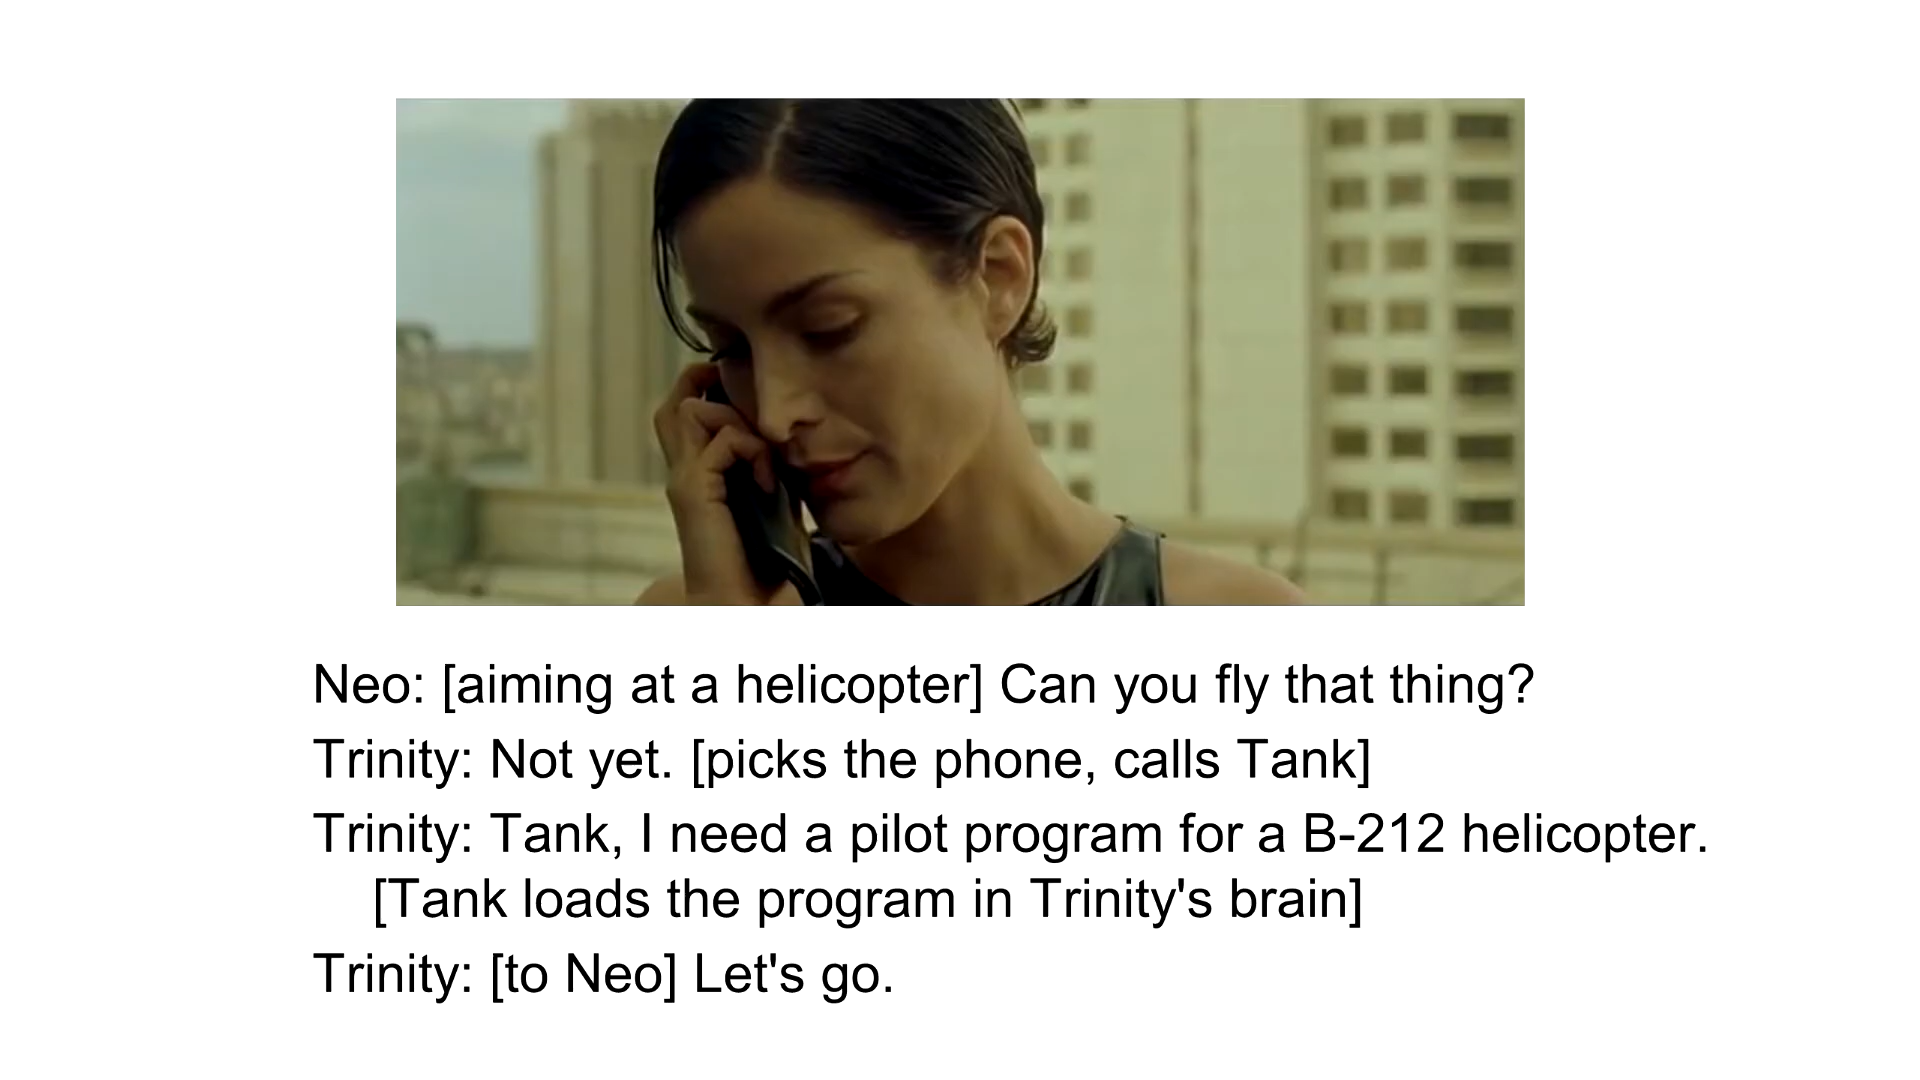 Neo: [aiming at a helicopter] Can you fly that thing?
Trinity: Not yet. [picks the phone, calls Tank]
Trinity: Tank, I need a pilot program for a B-212 helicopter.
[Tank loads the program in Trinity's brain]
Trinity: [to Neo] Let's go.